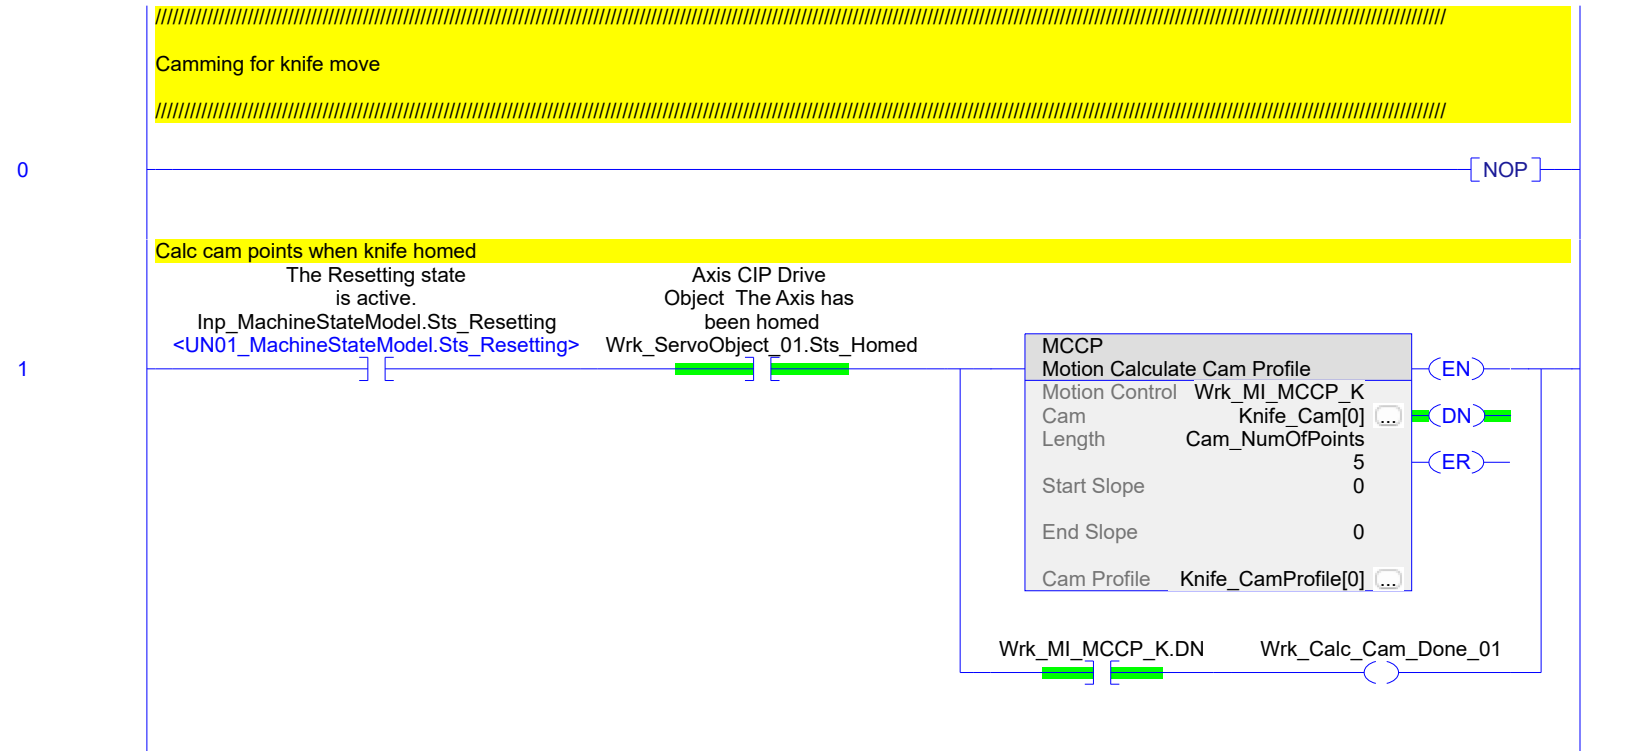 ////////////////////////////////////////////////////////////////////////////////////////////////////////////////////////////////////////////////////////////////////////////////////////////////////////////////////////////////////
Camming for knife move
////////////////////////////////////////////////////////////////////////////////////////////////////////////////////////////////////////////////////////////////////////////////////////////////////////////////////////////////////
0
NOP
Calc cam points when knife homed
The Resetting state
is active.
Inp_MachineStateModel.Sts_Resetting
<UN01_MachineStateModel.Sts_Resetting>
Axis CIP Drive
Object  The Axis has
been homed
Wrk_ServoObject_01.Sts_Homed
1
MCCP
Motion Calculate Cam Profile
Motion Control Wrk_MI_MCCP_K
Cam Knife_Cam[0] ...
Length Cam_NumOfPoints
5
Start Slope 0
End Slope 0
Cam Profile Knife_CamProfile[0] ...
EN
DN
ER
Wrk_MI_MCCP_K.DN
Wrk_Calc_Cam_Done_01